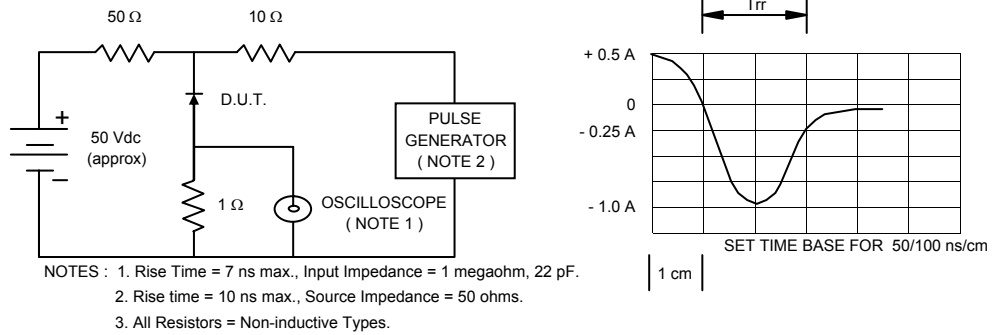 50 Ω
10 Ω
D.U.T.
+
50 Vdc
(approx)
−
1 Ω
PULSE
GENERATOR
( NOTE 2 )
OSCILLOSCOPE
( NOTE 1 )
NOTES : 1. Rise Time = 7 ns max., Input Impedance = 1 megaohm, 22 pF.
2. Rise time = 10 ns max., Source Impedance = 50 ohms.
3. All Resistors = Non-inductive Types.
Trr
+ 0.5 A
0
- 0.25 A
- 1.0 A
SET TIME BASE FOR 50/100 ns/cm
1 cm